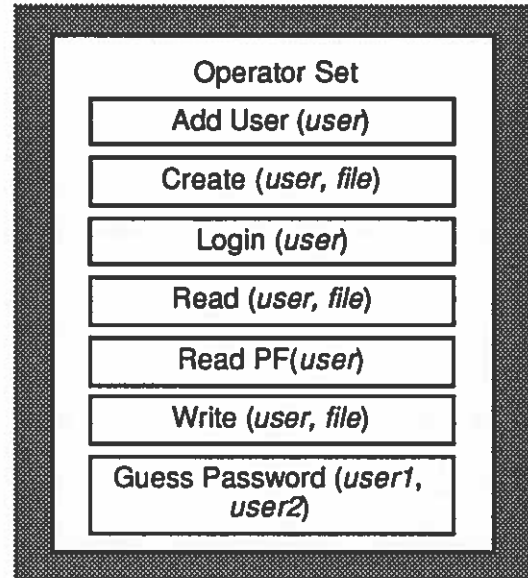 Operator Set
Add User (user)
Create (user, file)
Login (user)
Read (user, file)
Read PF(user)
Write (user, file)
Guess Password (user1,
user2)